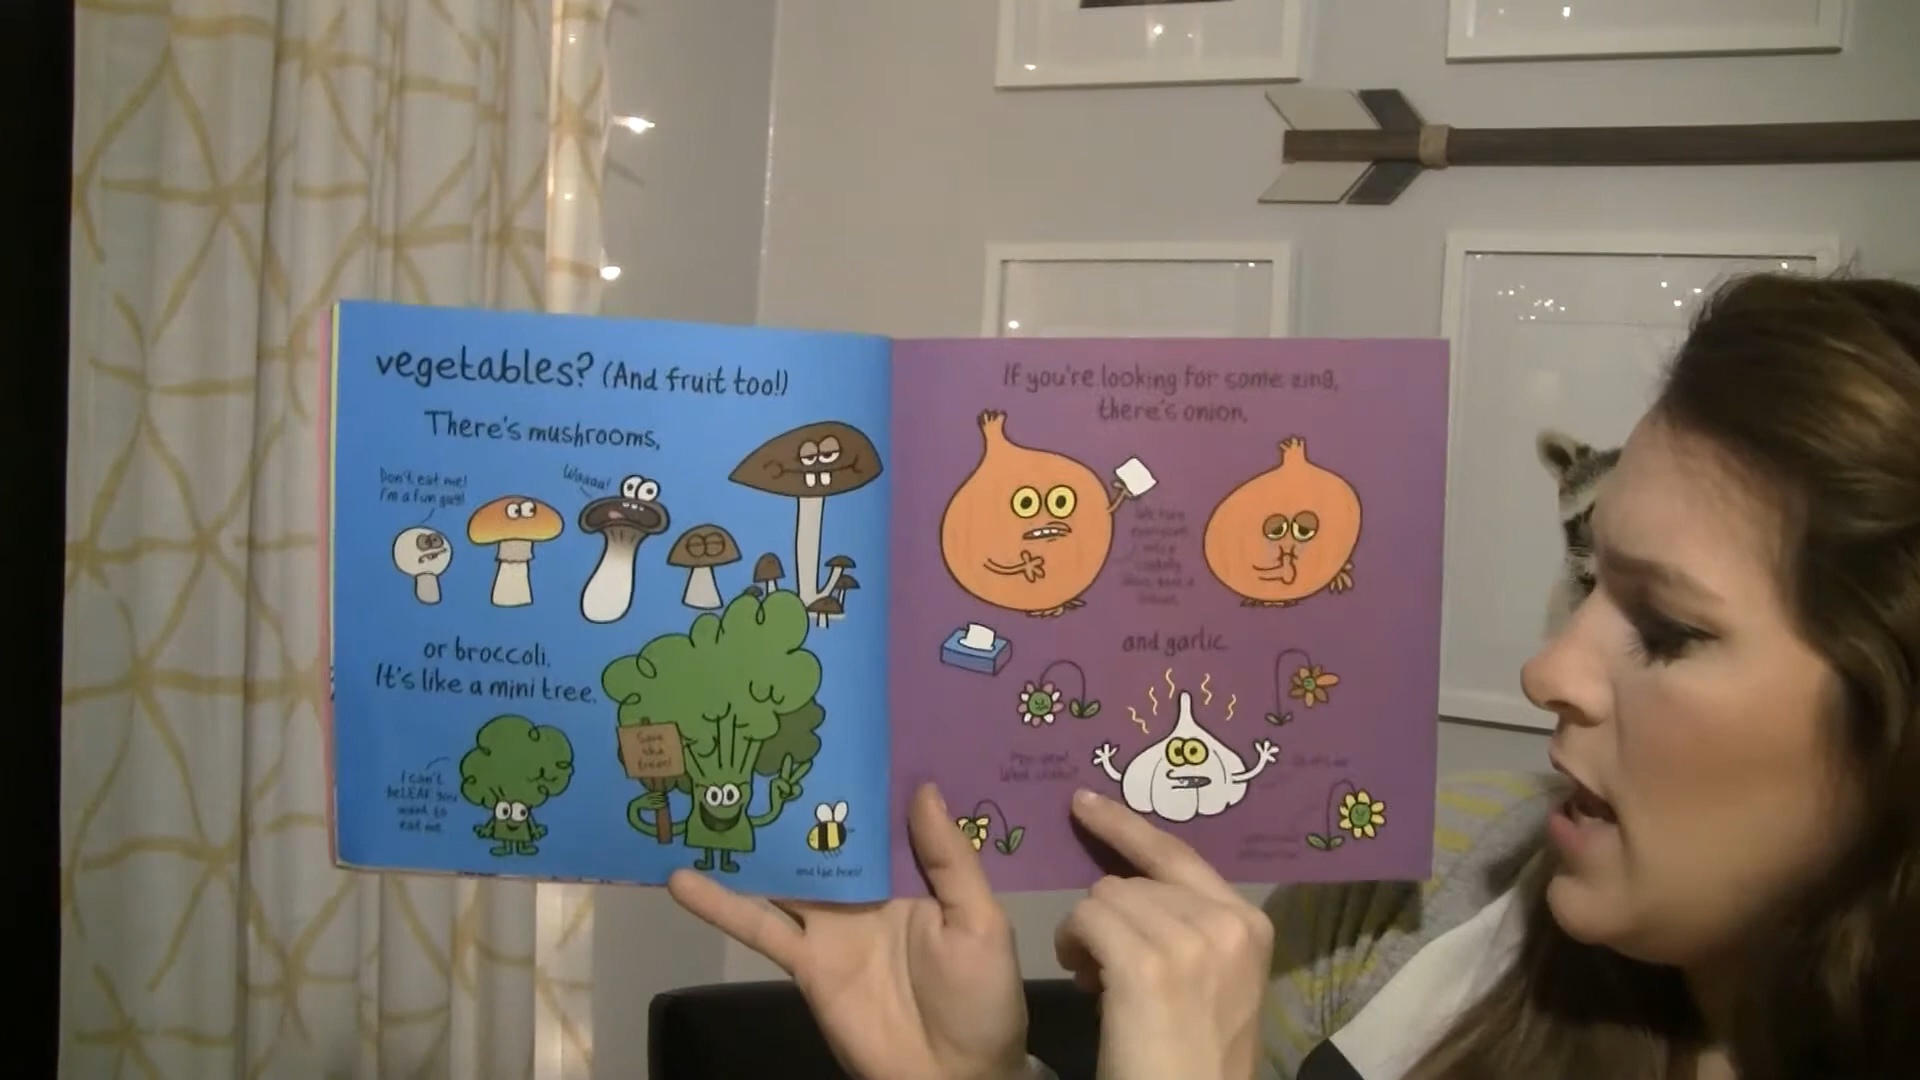 vegetables? (And fruit too!)
There's mushrooms,
Don't eat me!
I'm a fun guy!
Waaaa!
or broccoli.
It's like a mini tree.
Save
the
trees!
I can't
beLEAF you
want to
eat me.
and the bees!
If you're looking for some zing,
there's onion,
and garlic